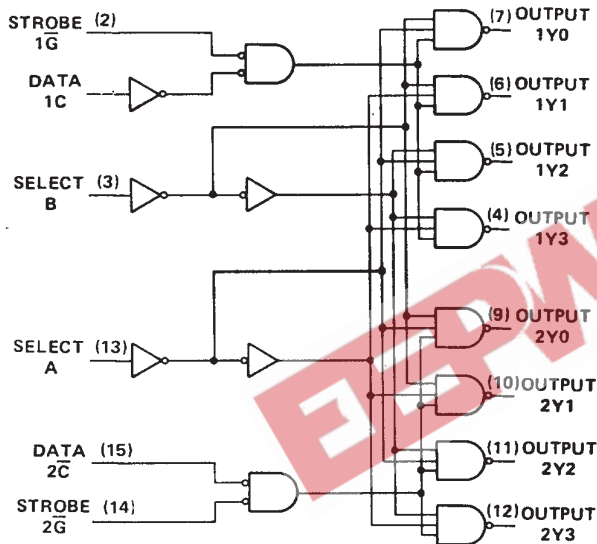 STROBE (2)
1G̅
DATA
1C
SELECT (3)
B
SELECT (13)
A
DATA (15)
2C̅
STROBE (14)
2G̅
(7) OUTPUT
1Y0
(6) OUTPUT
1Y1
(5) OUTPUT
1Y2
(4) OUTPUT
1Y3
(9) OUTPUT
2Y0
(10) OUTPUT
2Y1
(11) OUTPUT
2Y2
(12) OUTPUT
2Y3
EEPW